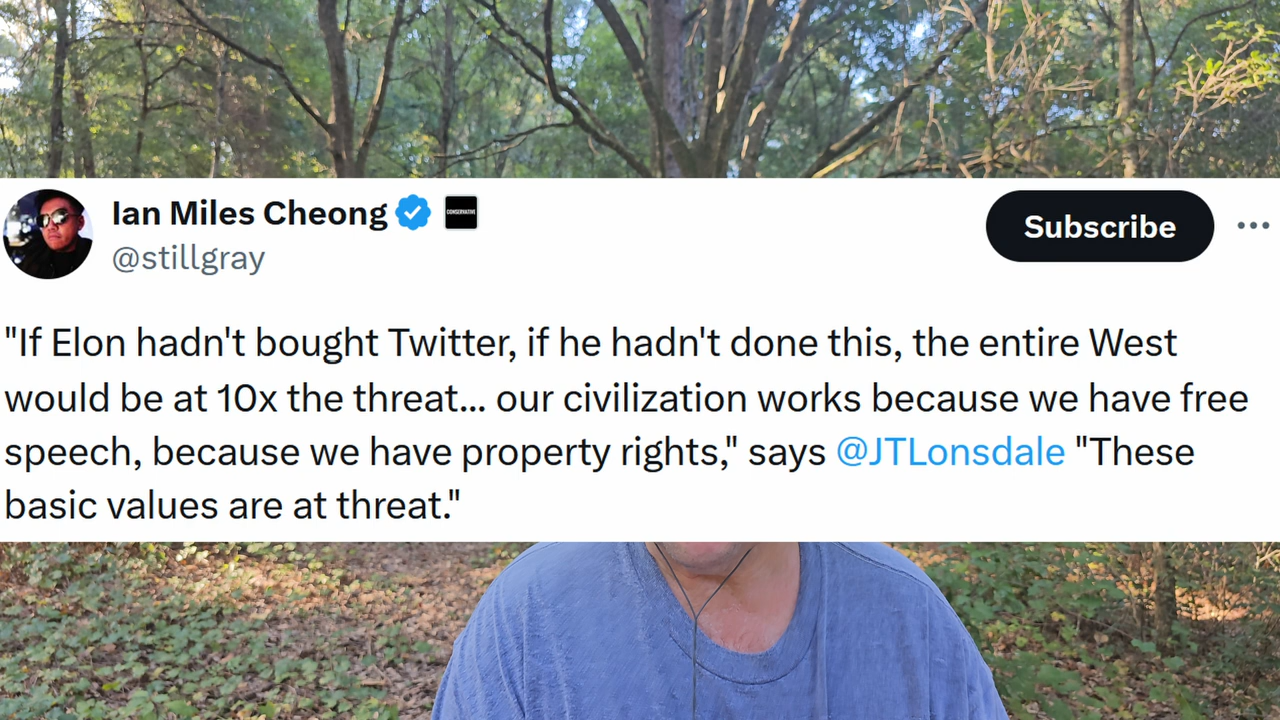 Ian Miles Cheong
CONSERVATIVE
@stillgray
Subscribe
"If Elon hadn't bought Twitter, if he hadn't done this, the entire West
would be at 10x the threat... our civilization works because we have free
speech, because we have property rights," says @JTLonsdale "These
basic values are at threat."